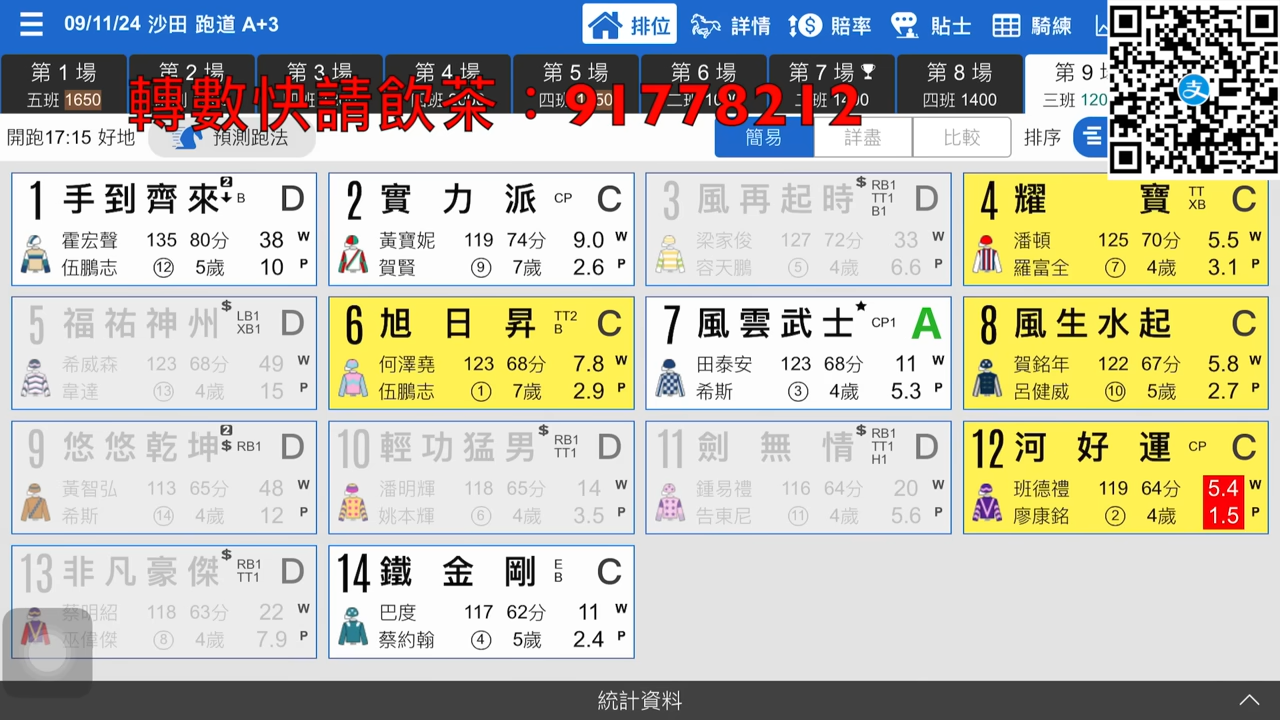 09/11/24 沙田 跑道 A+3
排位
詳情
賠率
貼士
騎練
第 1 場
五班 1650
第 2 場
第 3 場
第 4 場
第 5 場
第 6 場
第 7 場
第 8 場
四班 1400
第 9 場
三班 120
轉數快請飲茶：91778212
開跑17:15 好地
預測跑法
簡易
詳盡
比較
排序
1 手到齊來 2 B D
霍宏聲 135 80分 38 W
伍鵬志 12 5歲 10 P
2 實力派 CP C
黃寶妮 119 74分 9.0 W
賀賢 9 7歲 2.6 P
3 風再起時 $ RB1 TT1 B1 D
梁家俊 127 72分 33 W
容天鵬 5 4歲 6.6 P
4 耀寶 TT XB C
潘頓 125 70分 5.5 W
羅富全 7 4歲 3.1 P
5 福祐神州 $ LB1 XB1 D
希威森 123 68分 49 W
韋達 13 4歲 15 P
6 旭日昇 TT2 B C
何澤堯 123 68分 7.8 W
伍鵬志 1 7歲 2.9 P
7 風雲武士 ★ CP1 A
田泰安 123 68分 11 W
希斯 3 4歲 5.3 P
8 風生水起 C
賀銘年 122 67分 5.8 W
呂健威 10 5歲 2.7 P
9 悠悠乾坤 2 $ RB1 D
黃智弘 113 65分 48 W
希斯 14 4歲 12 P
10 輕功猛男 $ RB1 TT1 D
潘明輝 118 65分 14 W
姚本輝 6 4歲 3.5 P
11 劍無情 $ RB1 TT1 H1 D
鍾易禮 116 64分 20 W
告東尼 11 4歲 5.6 P
12 河好運 CP C
班德禮 119 64分 5.4 W
廖康銘 2 4歲 1.5 P
13 非凡豪傑 $ RB1 TT1 D
蔡明紹 118 63分 22 W
巫偉傑 8 4歲 7.9 P
14 鐵金剛 E B C
巴度 117 62分 11 W
蔡約翰 4 5歲 2.4 P
統計資料